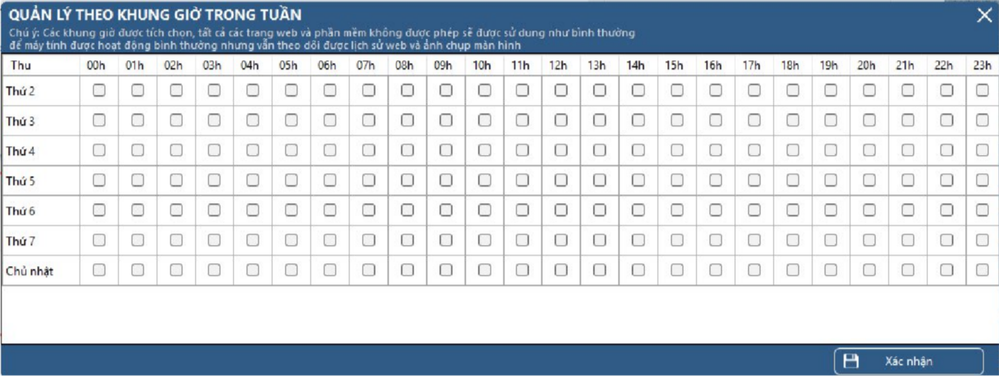 QUẢN LÝ THEO KHUNG GIỜ TRONG TUẦN
Chú ý: Các khung giờ được tích chọn, tất cả các trang web và phần mềm không được phép sẽ được sử dung như bình thường
để máy tính được hoạt động bình thường nhưng vẫn theo dõi được lịch sử web và ảnh chụp màn hình
Thu 00h 01h 02h 03h 04h 05h 06h 07h 08h 09h 10h 11h 12h 13h 14h 15h 16h 17h 18h 19h 20h 21h 22h 23h
Thứ 2
Thứ 3
Thứ 4
Thứ 5
Thứ 6
Thứ 7
Chủ nhật
Xác nhận